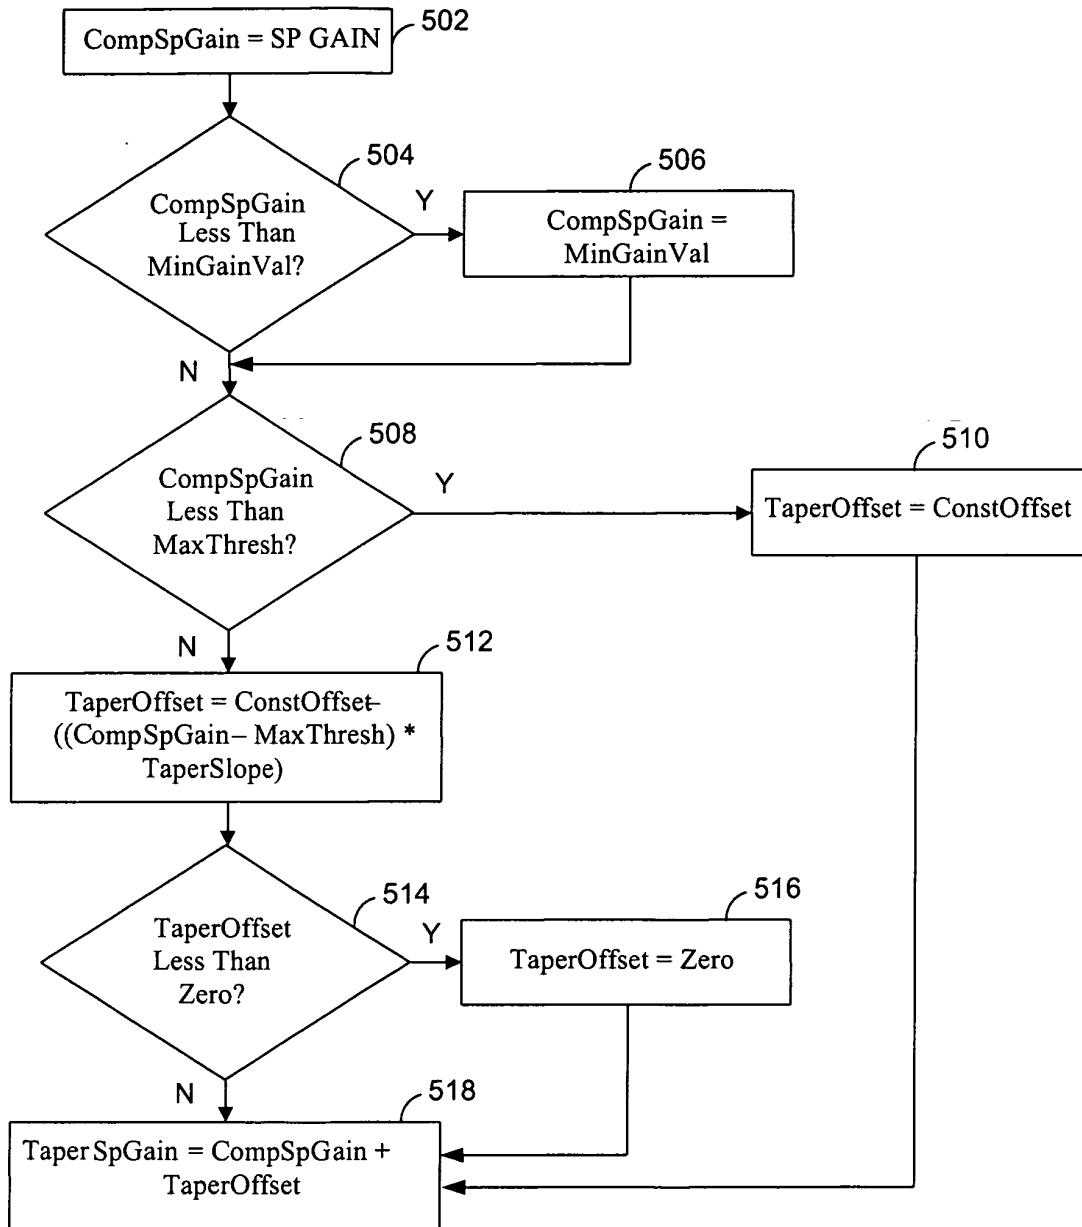 CompSpGain = SP GAIN
502
504
CompSpGain
Less Than
MinGainVal?
Y
506
CompSpGain =
MinGainVal
N
508
CompSpGain
Less Than
MaxThresh?
Y
510
TaperOffset = ConstOffset
N
512
TaperOffset = ConstOffset–
((CompSpGain – MaxThresh) *
TaperSlope)
514
TaperOffset
Less Than
Zero?
Y
516
TaperOffset = Zero
N
518
TaperSpGain = CompSpGain +
TaperOffset